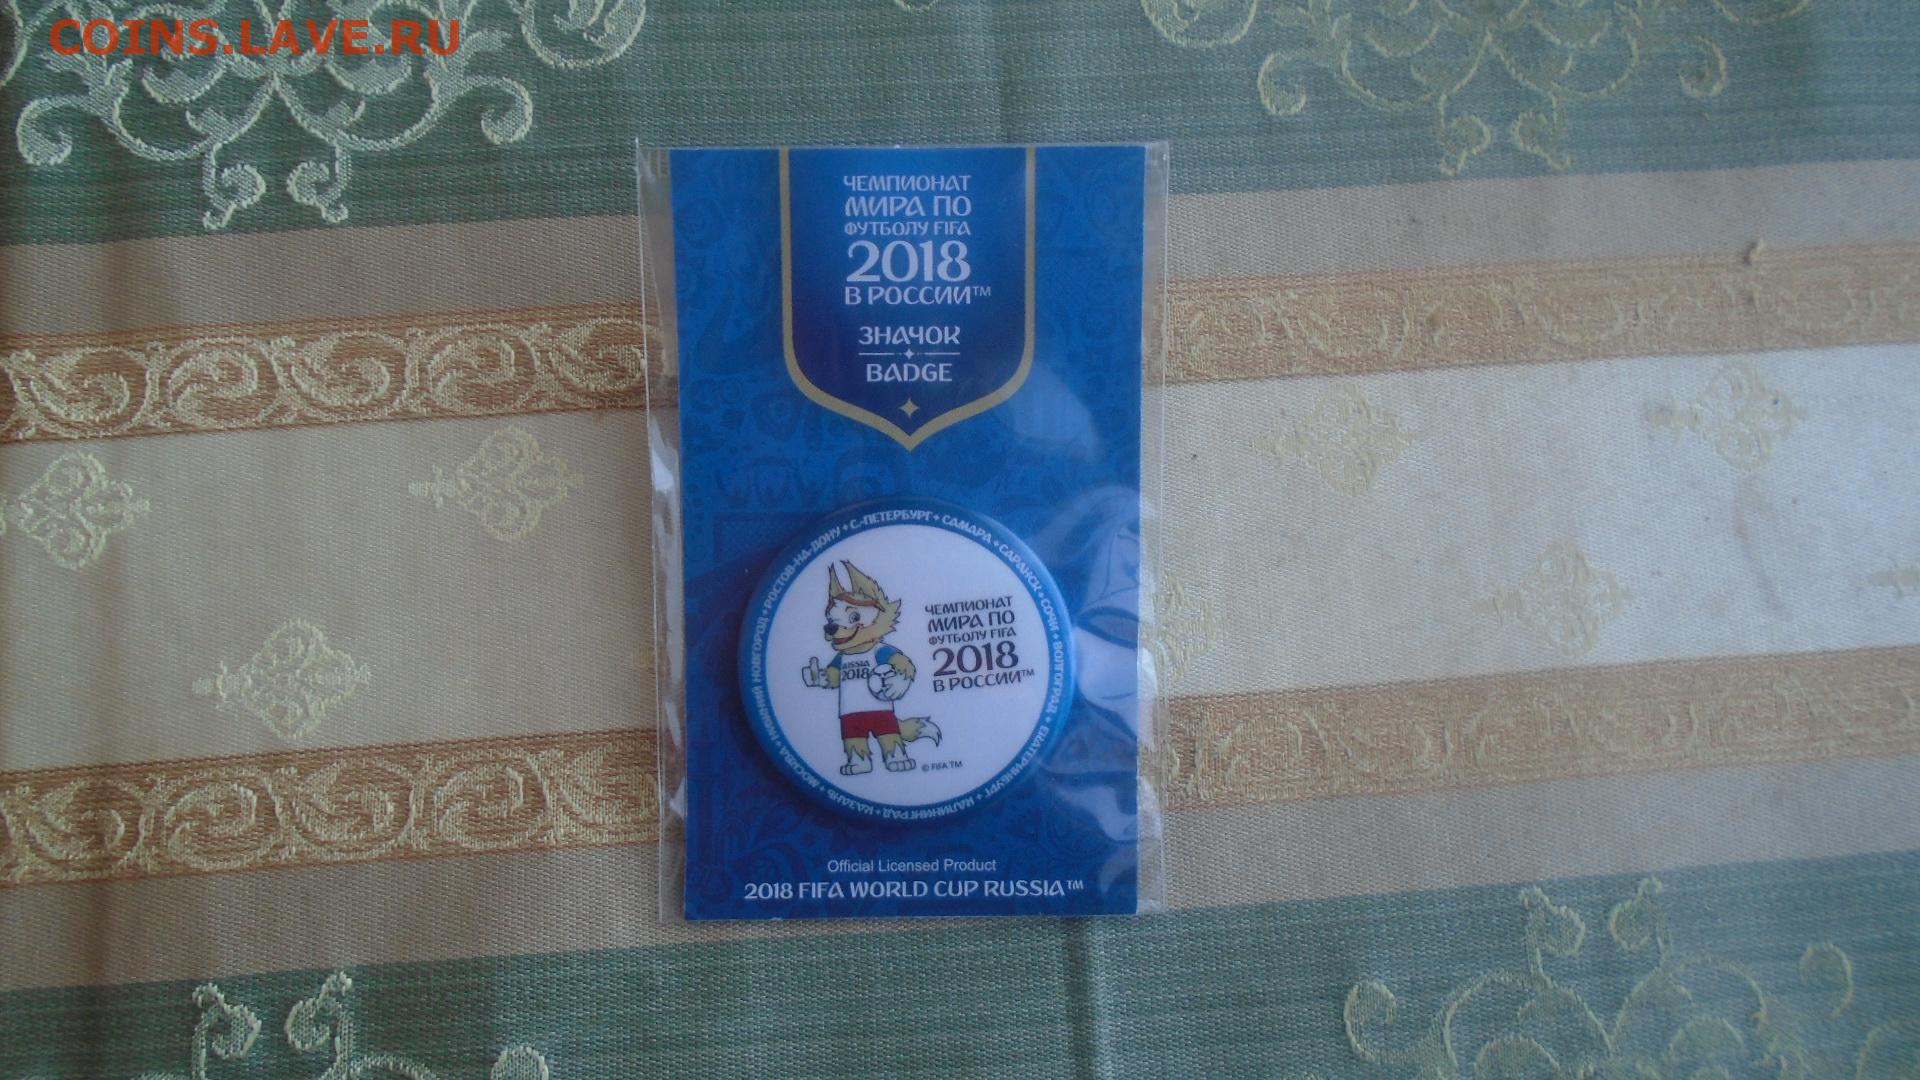 COINS.LAVE.RU
ЧЕМПИОНАТ
МИРА ПО
ФУТБОЛУ FIFA
2018
В РОССИИ™
ЗНАЧОК
BADGE
МОСКВА + НИЖНИЙ НОВГОРОД + РОСТОВ-НА-ДОНУ + С.-ПЕТЕРБУРГ + САМАРА + САРАНСК + СОЧИ + ВОЛГОГРАД + ЕКАТЕРИНБУРГ + КАЛИНИНГРАД + КАЗАНЬ +
ЧЕМПИОНАТ
МИРА ПО
ФУТБОЛУ FIFA
2018
В РОССИИ™
RUSSIA
2018
© FIFA TM
Official Licensed Product
2018 FIFA WORLD CUP RUSSIA™